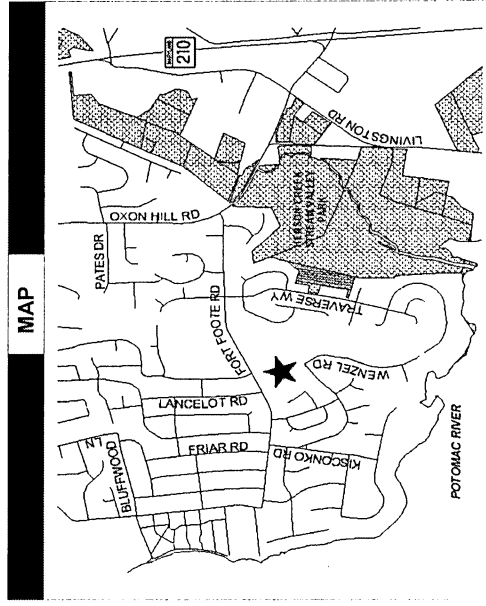 MAP
MARYLAND
210
OXON HILL RD
PATES DR
LIVINGSTON RD
HENSON CREEK
STREAM VALLEY
PARK
FORT FOOTE RD
TRAVERSE WY
BLUFFWOOD
LN
LANCELOT RD
FRIAR RD
WENZEL RD
KISCONKO RD
POTOMAC RIVER